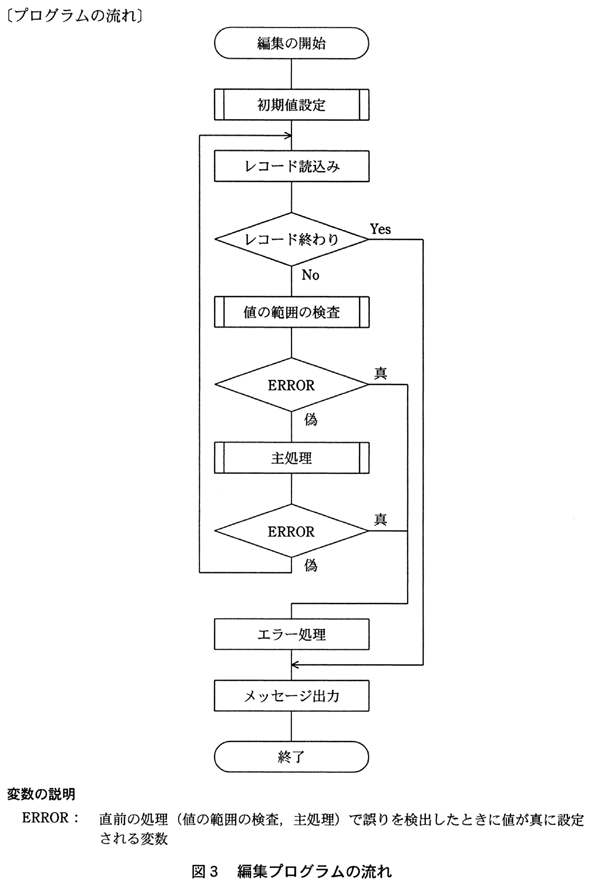 〔プログラムの流れ〕
編集の開始
初期値設定
レコード読込み
レコード終わり
Yes
No
値の範囲の検査
ERROR
真
偽
主処理
ERROR
真
偽
エラー処理
メッセージ出力
終了
変数の説明
ERROR： 直前の処理（値の範囲の検査，主処理）で誤りを検出したときに値が真に設定
される変数
図３　編集プログラムの流れ